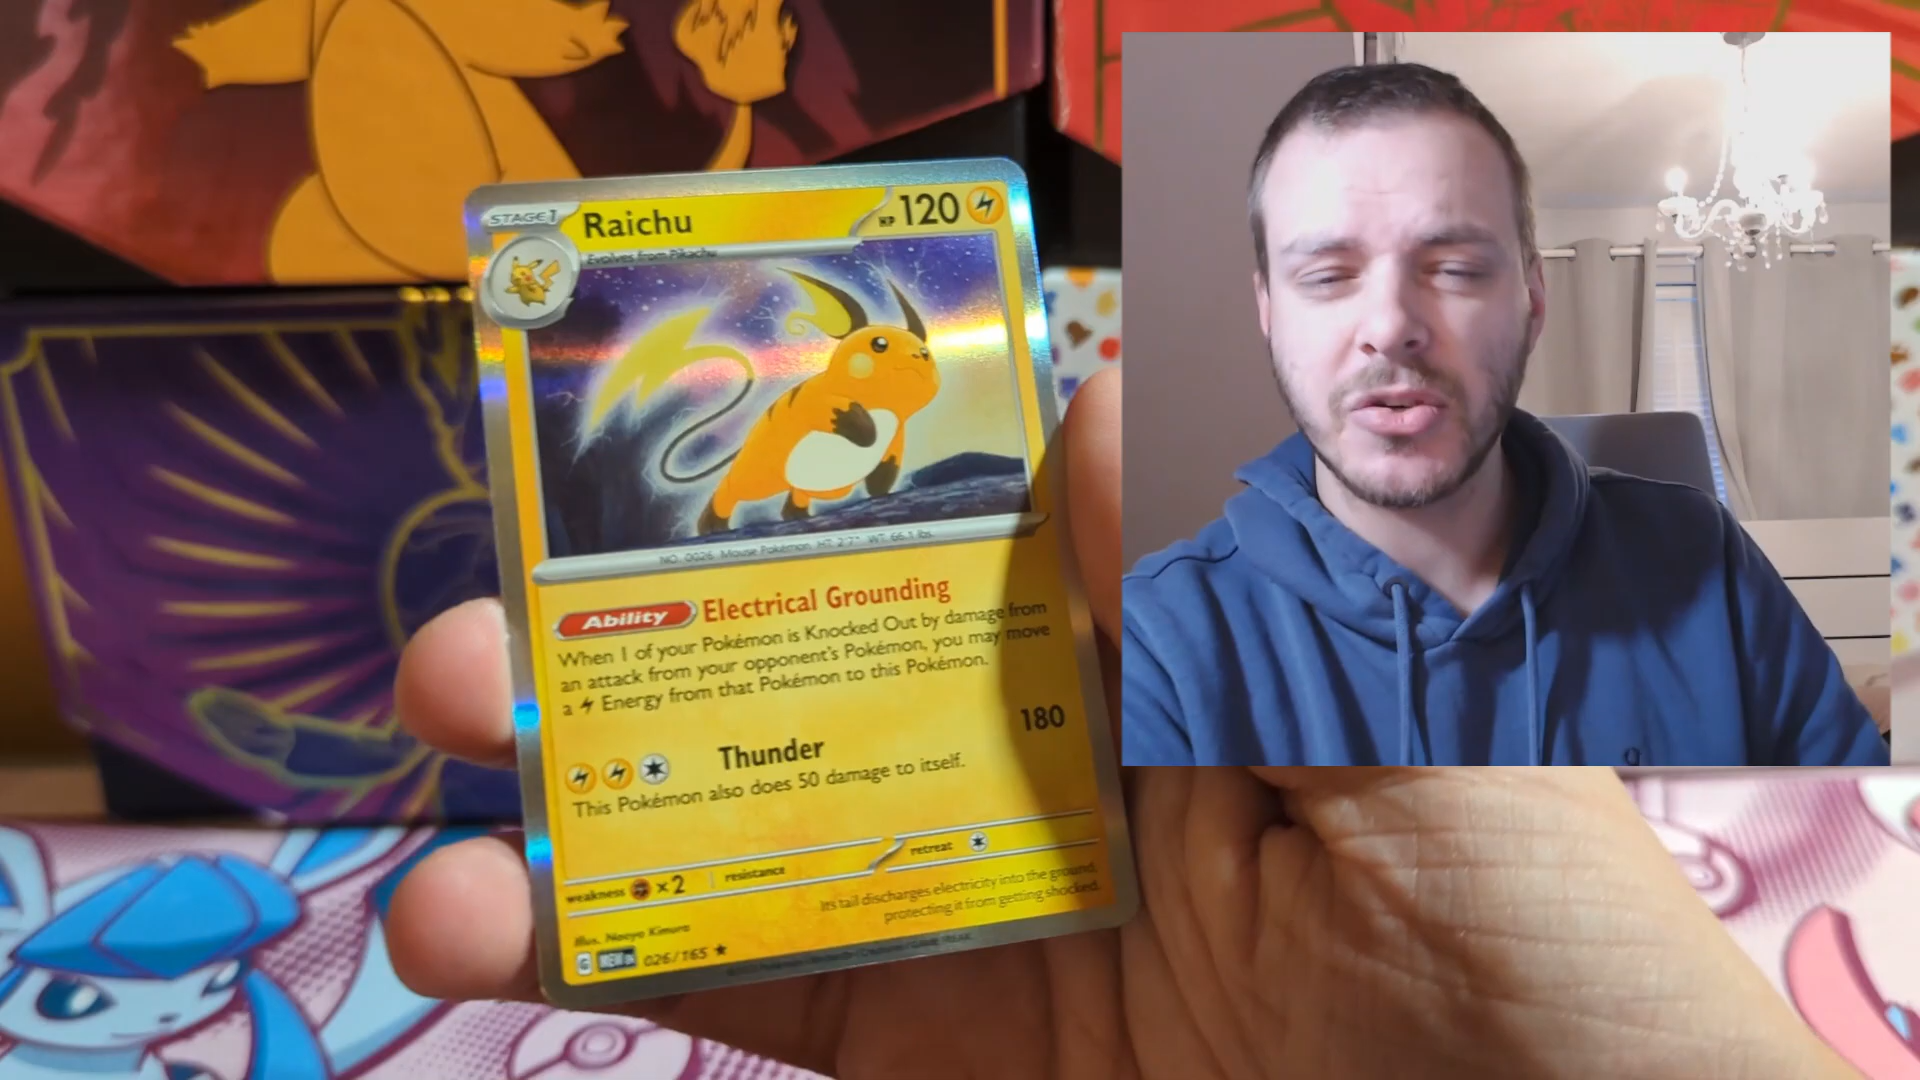 STAGE 1
Raichu
HP 120
Evolves from Pikachu
NO. 0026 Mouse Pokémon HT: 2'7" WT: 66.1 lbs.
Ability Electrical Grounding
When 1 of your Pokémon is Knocked Out by damage from
an attack from your opponent's Pokémon, you may move
a Energy from that Pokémon to this Pokémon.
Thunder 180
This Pokémon also does 50 damage to itself.
weakness ×2 resistance retreat
Its tail discharges electricity into the ground,
protecting it from getting shocked.
Illus. Naoyo Kimura
G MEW EN 026/165 ★